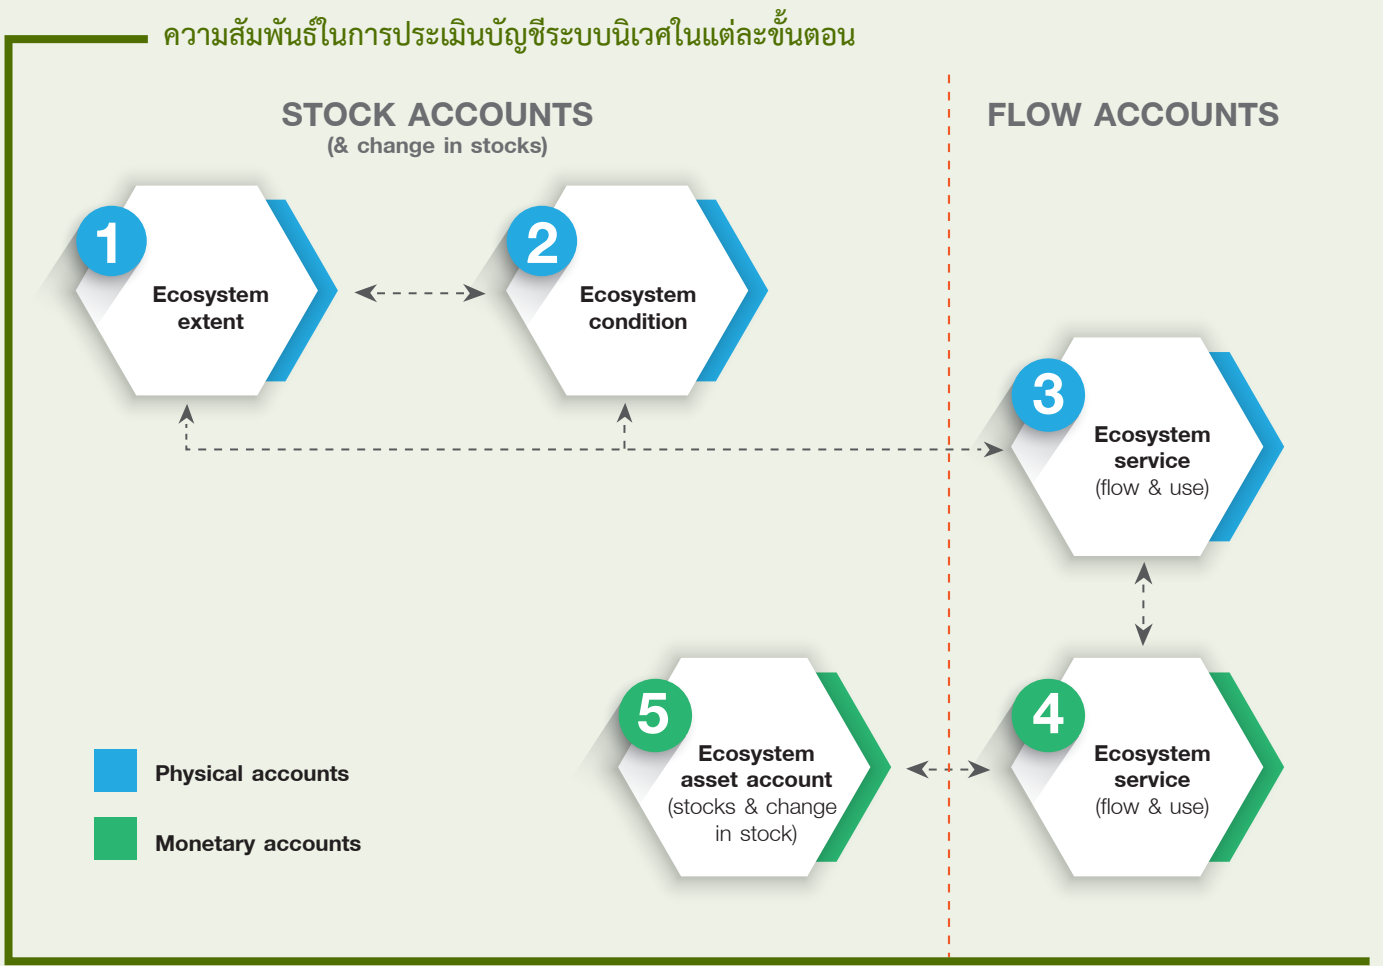 ความสัมพันธ์ในการประเมินบัญชีระบบนิเวศในแต่ละขั้นตอน
STOCK ACCOUNTS
(& change in stocks)
FLOW ACCOUNTS
1
Ecosystem
extent
2
Ecosystem
condition
3
Ecosystem
service
(flow & use)
5
Ecosystem
asset account
(stocks & change
in stock)
4
Ecosystem
service
(flow & use)
Physical accounts
Monetary accounts